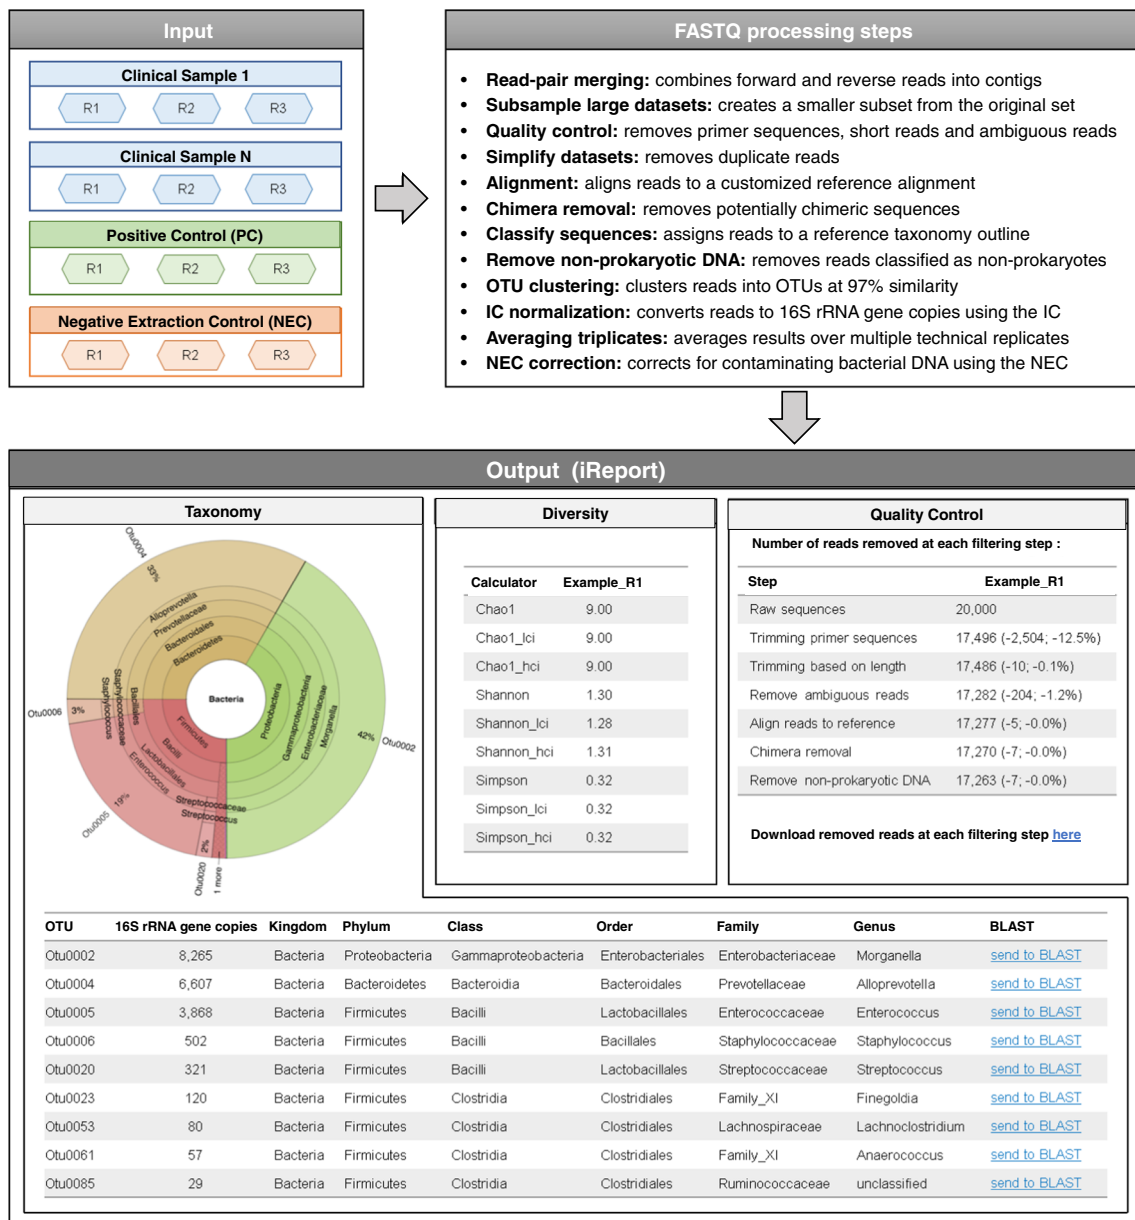 Input
Clinical Sample 1
R1 R2 R3
Clinical Sample N
R1 R2 R3
Positive Control (PC)
R1 R2 R3
Negative Extraction Control (NEC)
R1 R2 R3
FASTQ processing steps
• Read-pair merging: combines forward and reverse reads into contigs
• Subsample large datasets: creates a smaller subset from the original set
• Quality control: removes primer sequences, short reads and ambiguous reads
• Simplify datasets: removes duplicate reads
• Alignment: aligns reads to a customized reference alignment
• Chimera removal: removes potentially chimeric sequences
• Classify sequences: assigns reads to a reference taxonomy outline
• Remove non-prokaryotic DNA: removes reads classified as non-prokaryotes
• OTU clustering: clusters reads into OTUs at 97% similarity
• IC normalization: converts reads to 16S rRNA gene copies using the IC
• Averaging triplicates: averages results over multiple technical replicates
• NEC correction: corrects for contaminating bacterial DNA using the NEC
Output (iReport)
Taxonomy
Otu0004
33%
Alloprevotella
Prevotellaceae
Bacteroidales
Bacteroidetes
Bacteria
Proteobacteria
Gammaproteobacteria
Enterobacteriaceae
Morganella
42%
Otu0002
Firmicutes
Bacilli
Bacillales
Staphylococcaceae
Staphylococcus
3%
Otu0006
Lactobacillales
Enterococcus
19%
Otu0005
Streptococcaceae
Streptococcus
2%
Otu0020
1 more
Diversity
Calculator Example_R1
Chao1 9.00
Chao1_lci 9.00
Chao1_hci 9.00
Shannon 1.30
Shannon_lci 1.28
Shannon_hci 1.31
Simpson 0.32
Simpson_lci 0.32
Simpson_hci 0.32
Quality Control
Number of reads removed at each filtering step :
Step Example_R1
Raw sequences 20,000
Trimming primer sequences 17,496 (-2,504; -12.5%)
Trimming based on length 17,486 (-10; -0.1%)
Remove ambiguous reads 17,282 (-204; -1.2%)
Align reads to reference 17,277 (-5; -0.0%)
Chimera removal 17,270 (-7; -0.0%)
Remove non-prokaryotic DNA 17,263 (-7; -0.0%)
Download removed reads at each filtering step here
OTU 16S rRNA gene copies Kingdom Phylum Class Order Family Genus BLAST
Otu0002 8,265 Bacteria Proteobacteria Gammaproteobacteria Enterobacteriales Enterobacteriaceae Morganella send to BLAST
Otu0004 6,607 Bacteria Bacteroidetes Bacteroidia Bacteroidales Prevotellaceae Alloprevotella send to BLAST
Otu0005 3,868 Bacteria Firmicutes Bacilli Lactobacillales Enterococcaceae Enterococcus send to BLAST
Otu0006 502 Bacteria Firmicutes Bacilli Bacillales Staphylococcaceae Staphylococcus send to BLAST
Otu0020 321 Bacteria Firmicutes Bacilli Lactobacillales Streptococcaceae Streptococcus send to BLAST
Otu0023 120 Bacteria Firmicutes Clostridia Clostridiales Family_XI Finegoldia send to BLAST
Otu0053 80 Bacteria Firmicutes Clostridia Clostridiales Lachnospiraceae Lachnoclostridium send to BLAST
Otu0061 57 Bacteria Firmicutes Clostridia Clostridiales Family_XI Anaerococcus send to BLAST
Otu0085 29 Bacteria Firmicutes Clostridia Clostridiales Ruminococcaceae unclassified send to BLAST